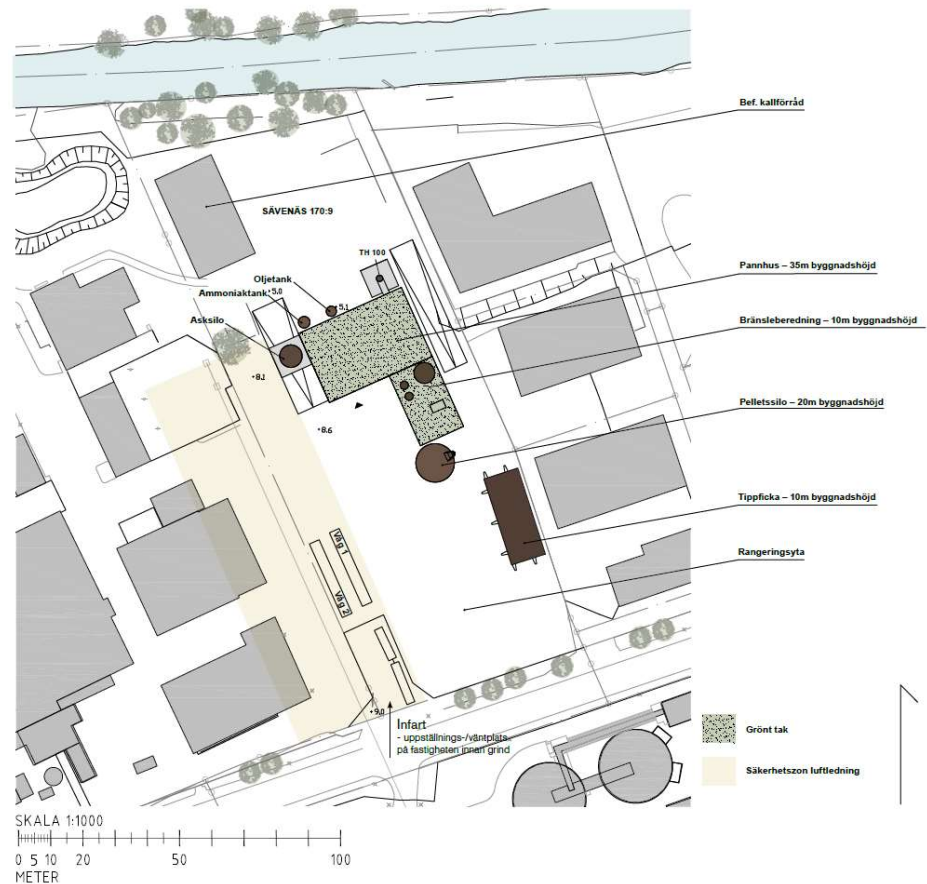 Bef. kallförråd
SÄVENÄS 170:9
TH 100
Pannhus – 35m byggnadshöjd
Oljetank
Ammoniaktank
+5,0
+5,1
Asksilo
Bränsleberedning – 10m byggnadshöjd
+8,1
+8,6
Pelletssilo – 20m byggnadshöjd
Tippficka – 10m byggnadshöjd
Våg 1
Våg 2
Rangeringsyta
+9,0
Infart
- uppställnings-/väntplats
på fastigheten innan grind
Grönt tak
Säkerhetszon luftledning
SKALA 1:1000
0 5 10 20 50 100
METER